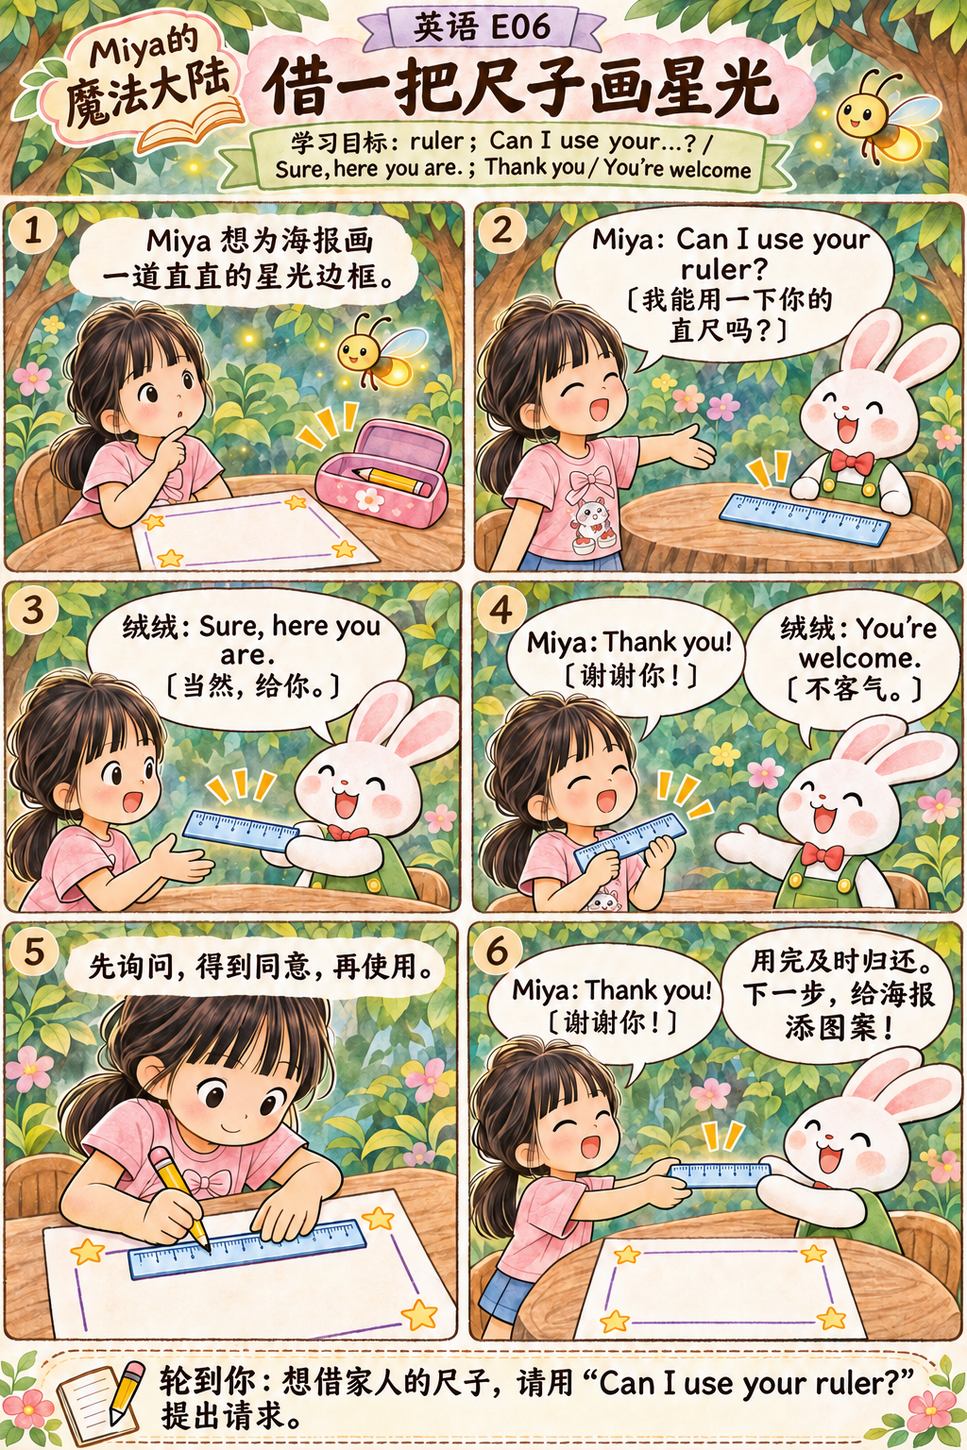 Miya的
魔法大陆
英语 E06
借一把尺子画星光
学习目标：ruler；Can I use your...? /
Sure, here you are.；Thank you / You're welcome
1
Miya 想为海报画
一道直直的星光边框。
2
Miya: Can I use your
ruler?
〔我能用一下你的
直尺吗？〕
3
绒绒：Sure, here you
are.
〔当然，给你。〕
4
Miya: Thank you!
〔谢谢你！〕
绒绒：You're
welcome.
〔不客气。〕
5
先询问，得到同意，再使用。
6
Miya: Thank you!
〔谢谢你！〕
用完及时归还。
下一步，给海报
添图案！
轮到你：想借家人的尺子，请用 “Can I use your ruler?”
提出请求。